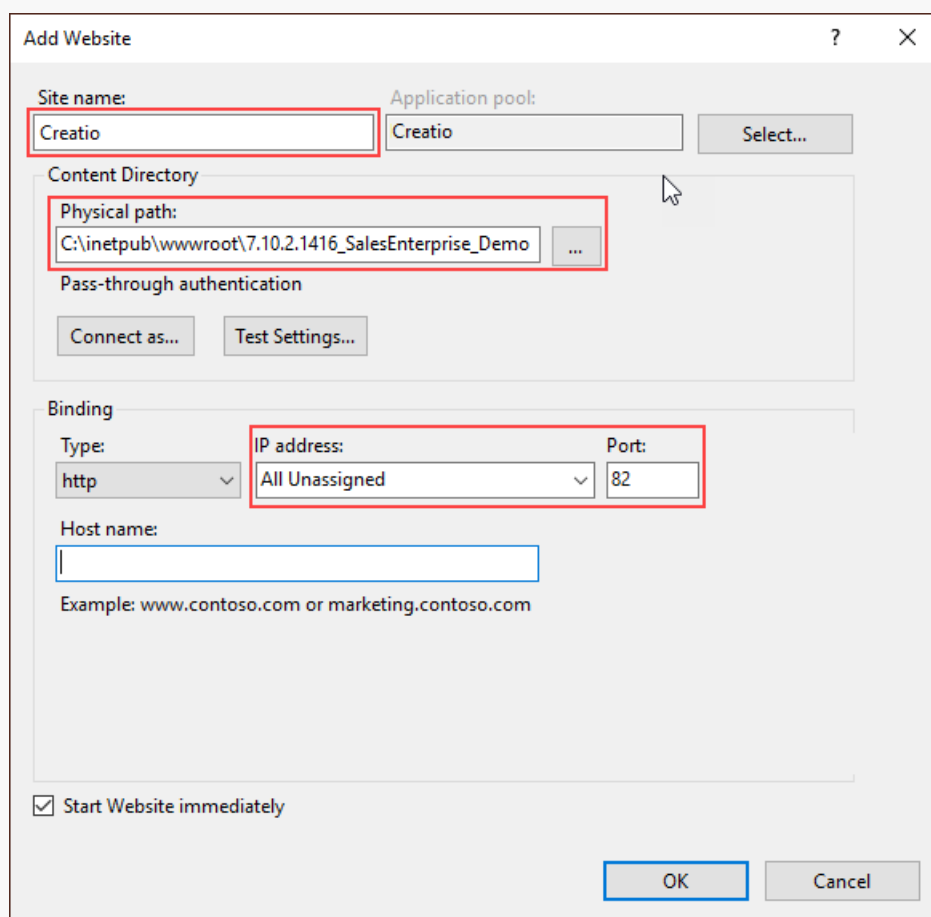 Add Website
?
Site name:
Application pool:
Creatio
Creatio
Select...
Content Directory
Physical path:
C:\inetpub\wwwroot\7.10.2.1416_SalesEnterprise_Demo
...
Pass-through authentication
Connect as...
Test Settings...
Binding
Type:
IP address:
Port:
http
All Unassigned
82
Host name:
Example: www.contoso.com or marketing.contoso.com
Start Website immediately
OK
Cancel